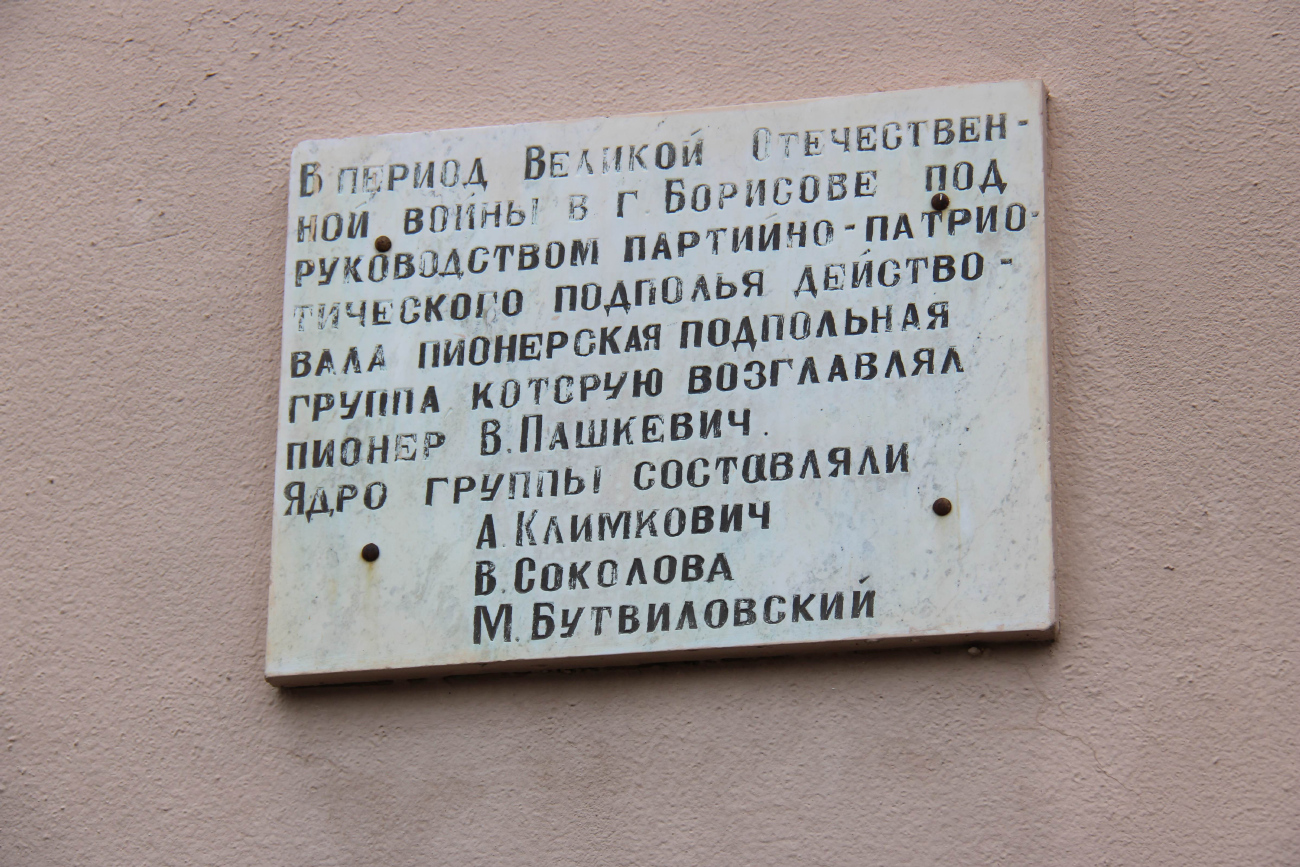 В период Великой Отечествен-
ной войны в г. Борисове под
руководством партийно-патрио-
тического подполья действо-
вала пионерская подпольная
группа которую возглавлял
пионер В.Пашкевич.
Ядро группы составляли
А.Климкович
В.Соколова
М.Бутвиловский